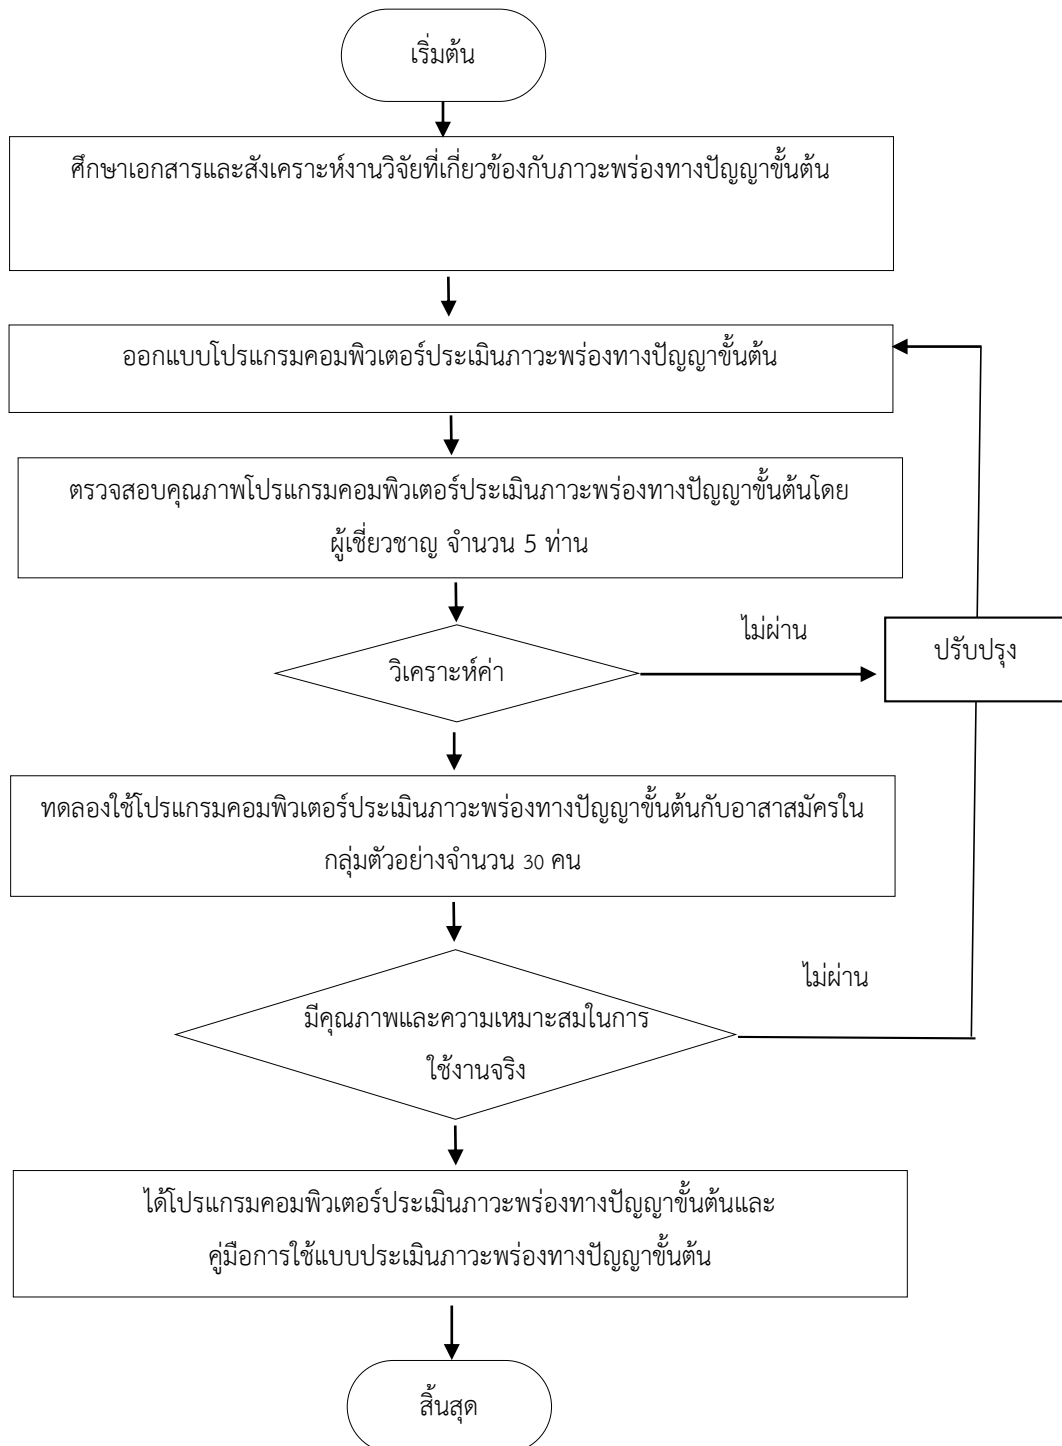 เริ่มต้น
ศึกษาเอกสารและสังเคราะห์งานวิจัยที่เกี่ยวข้องกับภาวะพร่องทางปัญญาขั้นต้น
ออกแบบโปรแกรมคอมพิวเตอร์ประเมินภาวะพร่องทางปัญญาขั้นต้น
ตรวจสอบคุณภาพโปรแกรมคอมพิวเตอร์ประเมินภาวะพร่องทางปัญญาขั้นต้นโดย
ผู้เชี่ยวชาญ จำนวน 5 ท่าน
ไม่ผ่าน
ปรับปรุง
วิเคราะห์ค่า
ทดลองใช้โปรแกรมคอมพิวเตอร์ประเมินภาวะพร่องทางปัญญาขั้นต้นกับอาสาสมัครใน
กลุ่มตัวอย่างจำนวน 30 คน
ไม่ผ่าน
มีคุณภาพและความเหมาะสมในการ
ใช้งานจริง
ได้โปรแกรมคอมพิวเตอร์ประเมินภาวะพร่องทางปัญญาขั้นต้นและ
คู่มือการใช้แบบประเมินภาวะพร่องทางปัญญาขั้นต้น
สิ้นสุด